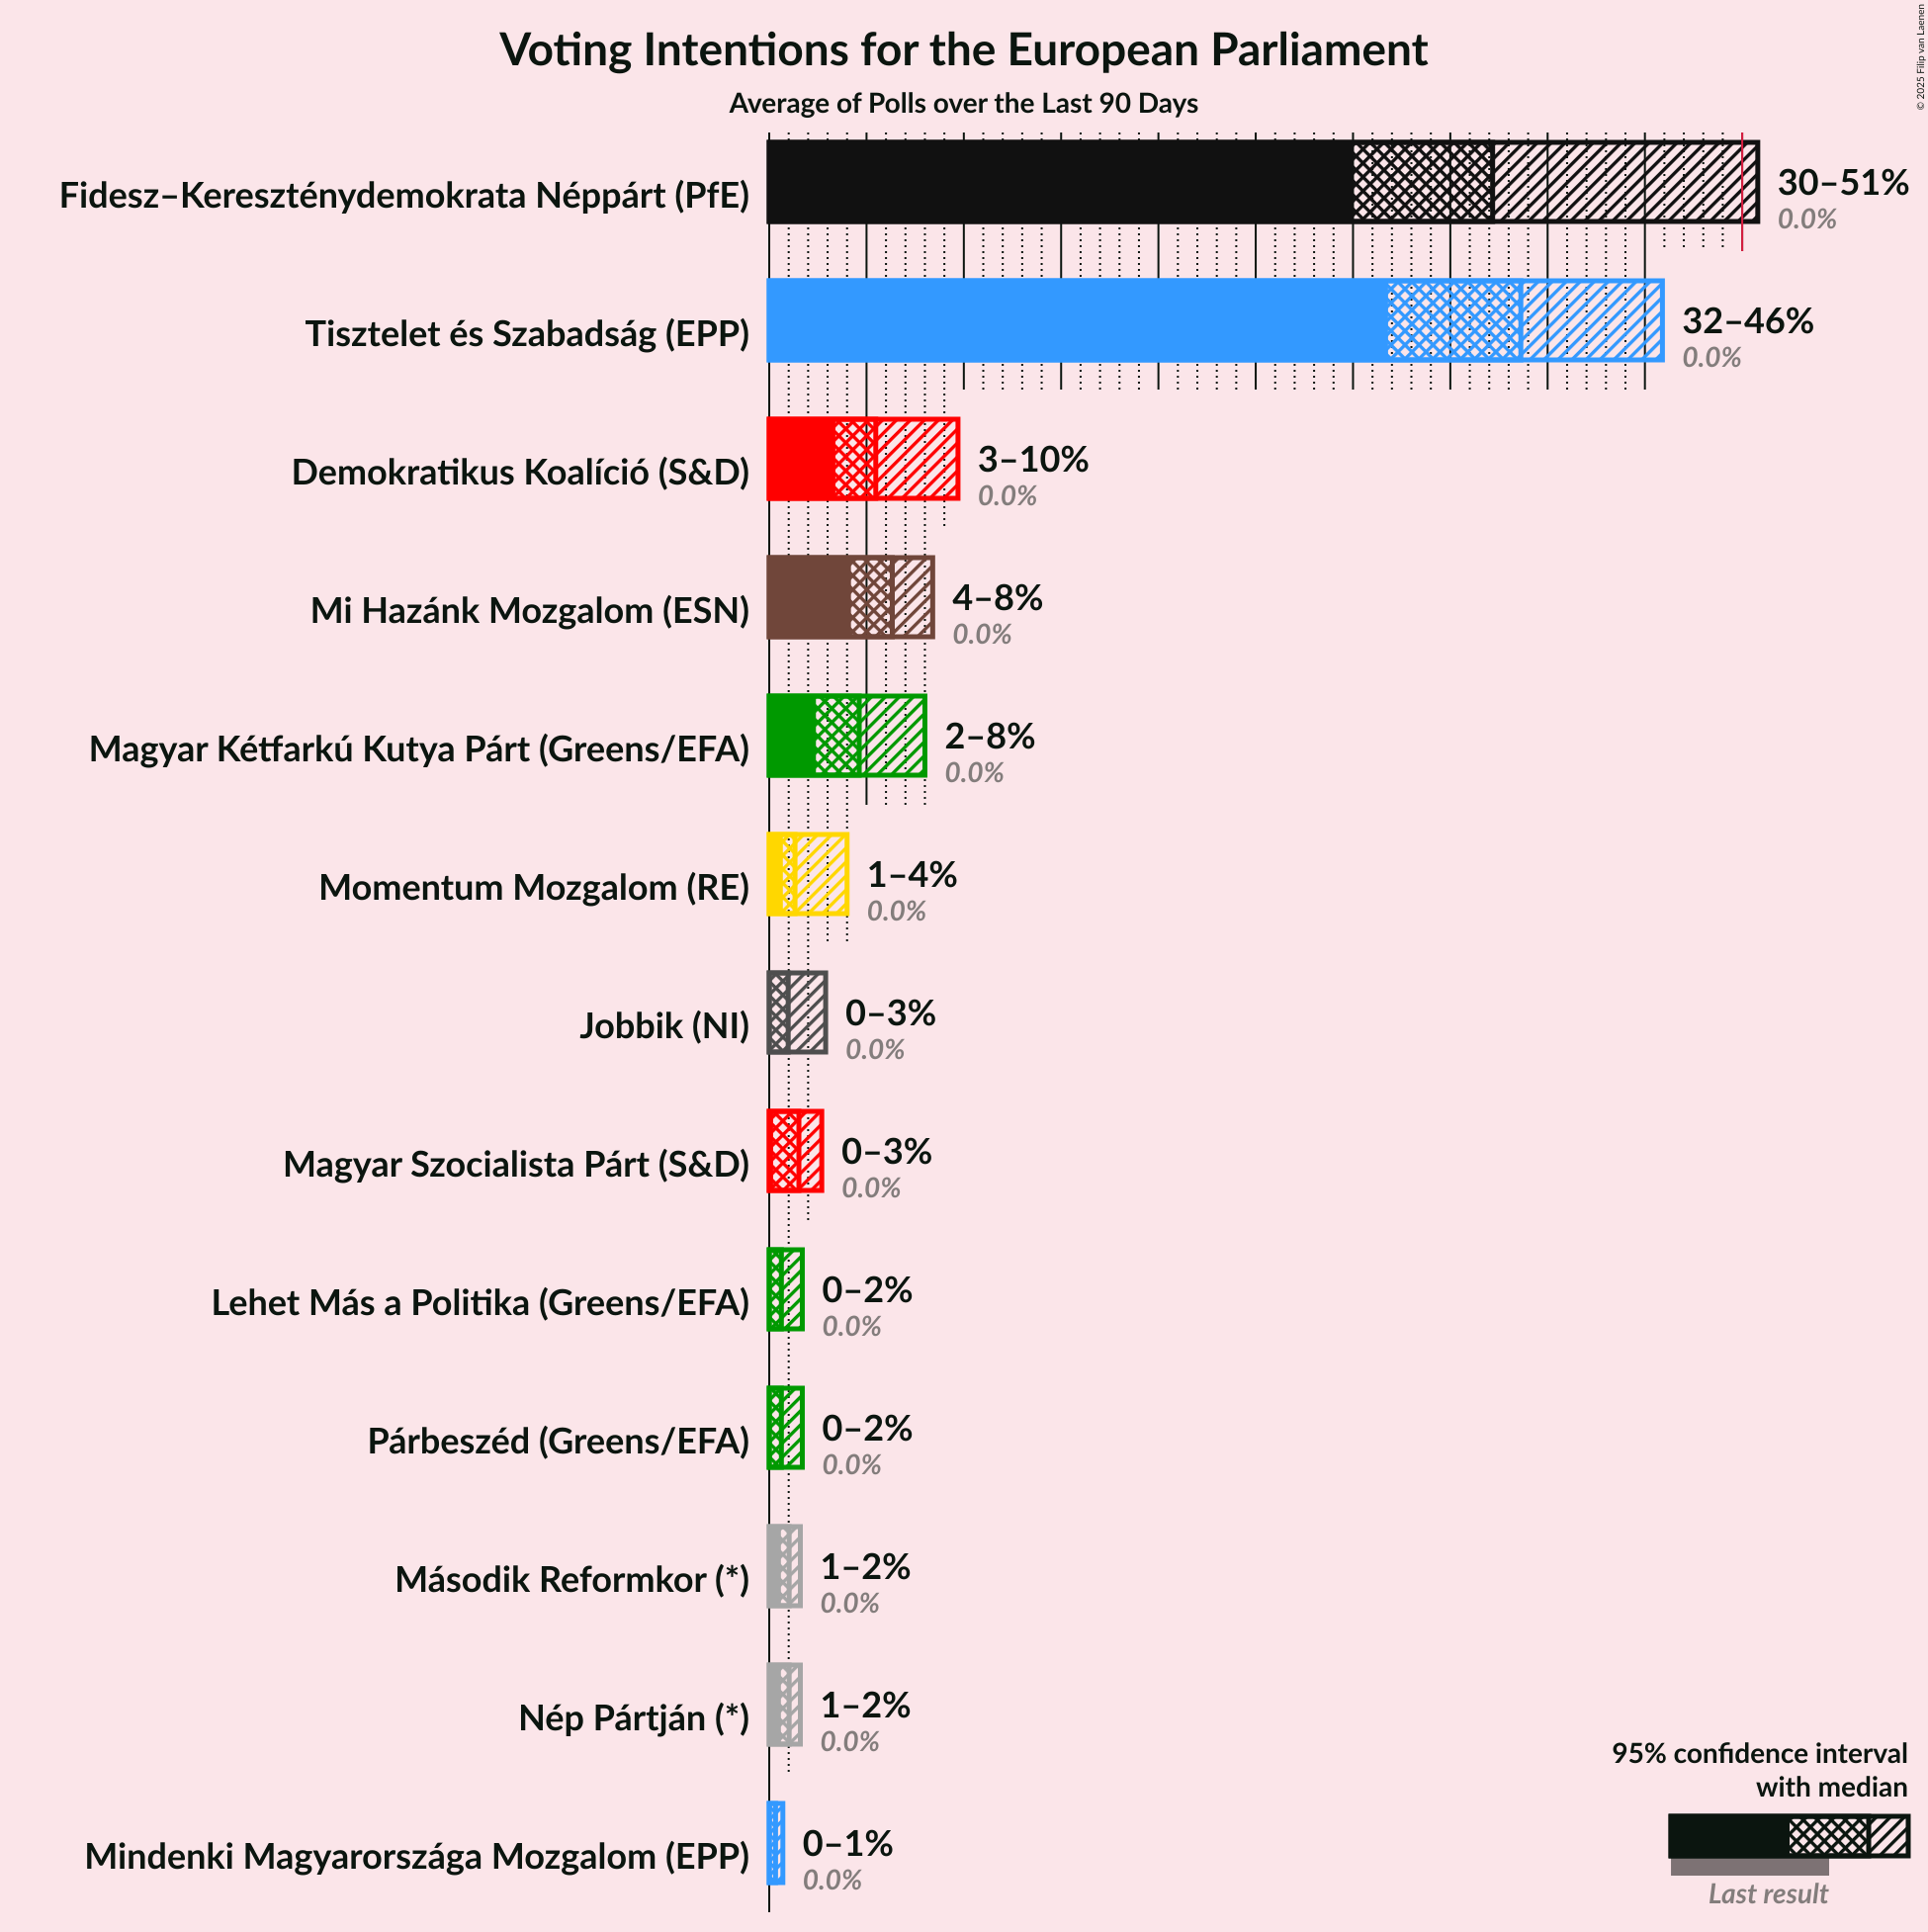 Voting Intentions for the European Parliament
Average of Polls over the Last 90 Days
© 2025 Filip van Laenen
Fidesz–Kereszténydemokrata Néppárt (PfE)
30–51%
0.0%
Tisztelet és Szabadság (EPP)
32–46%
0.0%
Demokratikus Koalíció (S&D)
3–10%
0.0%
Mi Hazánk Mozgalom (ESN)
4–8%
0.0%
Magyar Kétfarkú Kutya Párt (Greens/EFA)
2–8%
0.0%
Momentum Mozgalom (RE)
1–4%
0.0%
Jobbik (NI)
0–3%
0.0%
Magyar Szocialista Párt (S&D)
0–3%
0.0%
Lehet Más a Politika (Greens/EFA)
0–2%
0.0%
Párbeszéd (Greens/EFA)
0–2%
0.0%
Második Reformkor (*)
1–2%
0.0%
Nép Pártján (*)
1–2%
0.0%
Mindenki Magyarországa Mozgalom (EPP)
0–1%
0.0%
95% confidence interval
with median
Last result